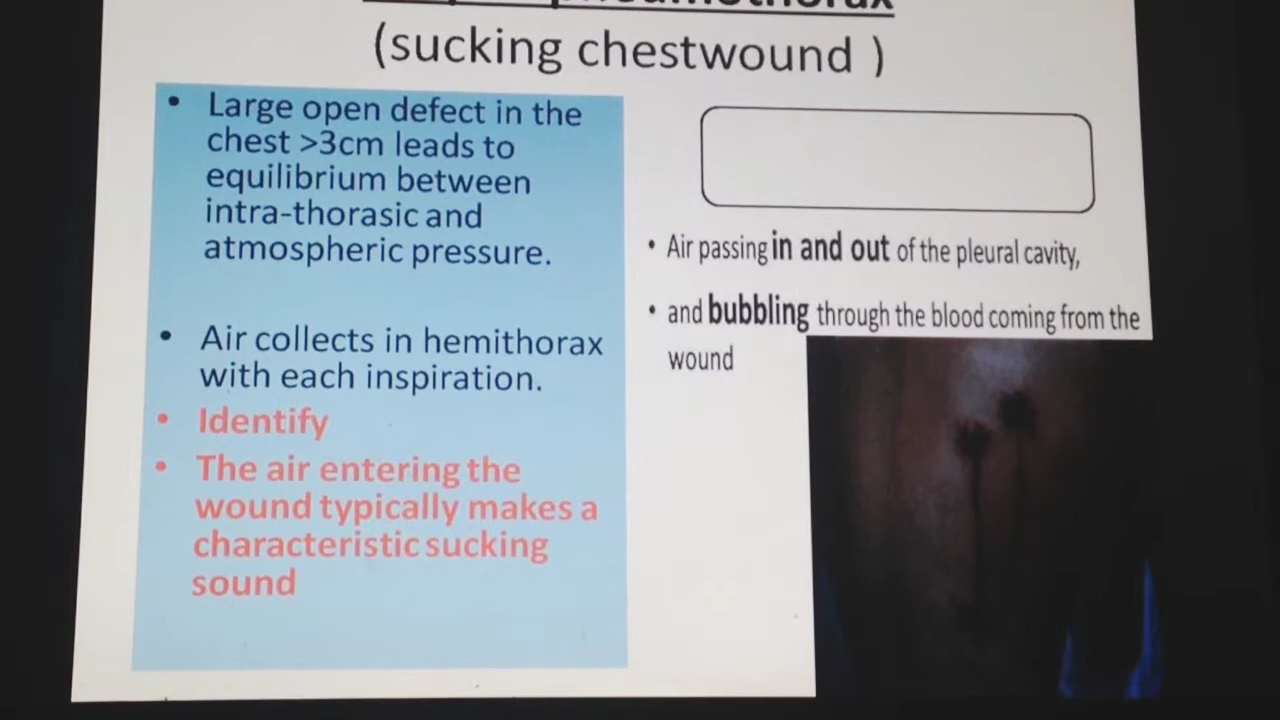 (sucking chestwound )
• Large open defect in the
chest >3cm leads to
equilibrium between
intra-thorasic and
atmospheric pressure.
• Air collects in hemithorax
with each inspiration.
• Identify
• The air entering the
wound typically makes a
characteristic sucking
sound
• Air passing in and out of the pleural cavity,
• and bubbling through the blood coming from the
wound